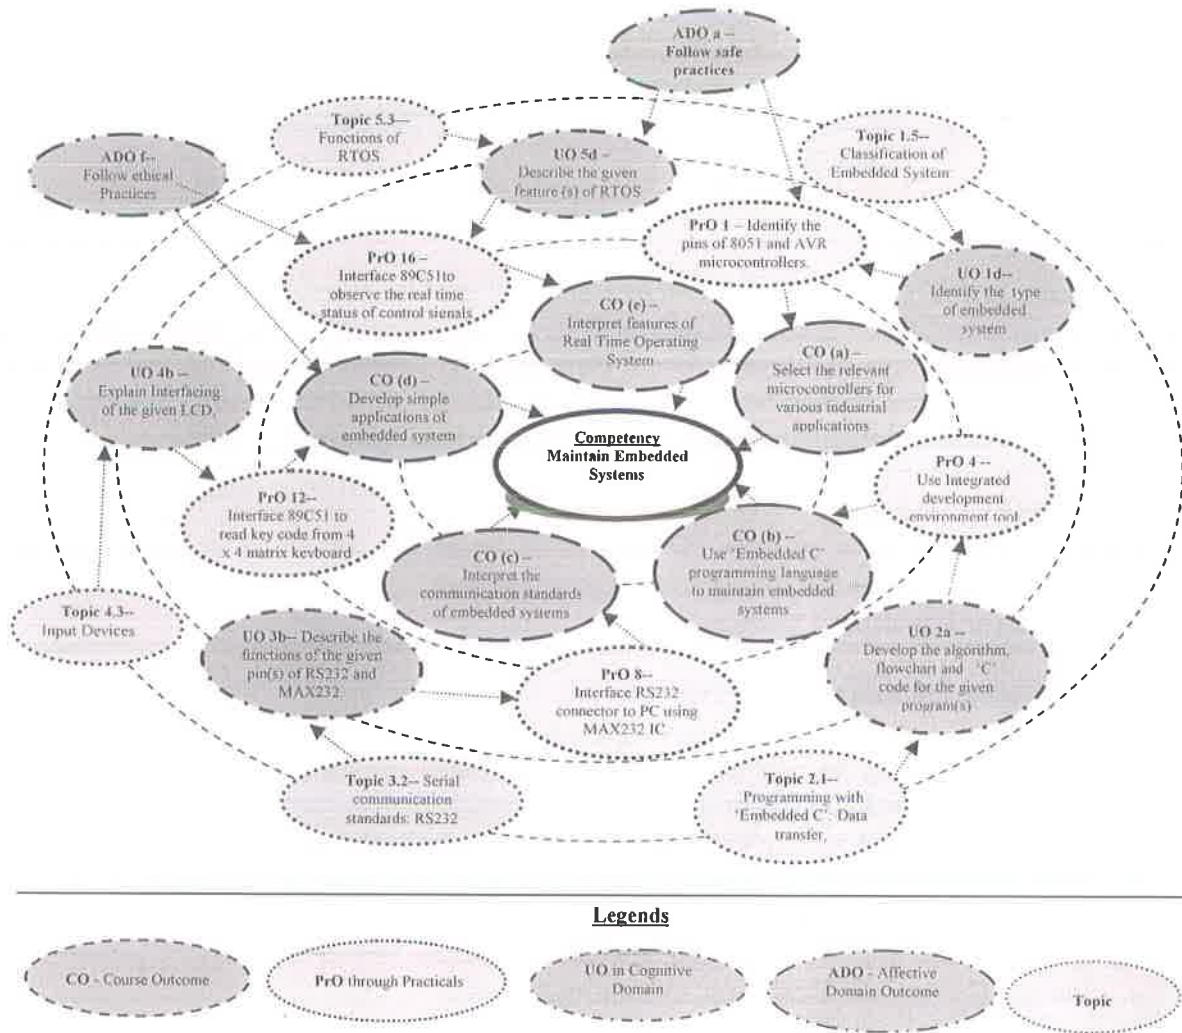 ADO a --
Follow safe
practices
Topic 5.3--
Functions of
RTOS
Topic 1.5--
Classification of
Embedded System
ADO f--
Follow ethical
Practices
UO 5d –
Describe the given
feature (s) of RTOS
PrO 1 – Identify the
pins of 8051 and AVR
microcontrollers.
PrO 16 –
Interface 89C51to
observe the real time
status of control signals
UO 1d--
Identify the type
of embedded
system
CO (e) –
Interpret features of
Real Time Operating
System
CO (a) –
Select the relevant
microcontrollers for
various industrial
applications
UO 4b--
Explain Interfacing
of the given LCD,
CO (d) –
Develop simple
applications of
embedded system
Competency
Maintain Embedded
Systems
PrO 4 --
Use Integrated
development
environment tool
PrO 12--
Interface 89C51 to
read key code from 4
x 4 matrix keyboard
CO (b) –
Use ‘Embedded C’
programming language
to maintain embedded
systems
CO (c) –
Interpret the
communication standards
of embedded systems
Topic 4.3--
Input Devices
UO 3b-- Describe the
functions of the given
pin(s) of RS232 and
MAX232
UO 2a --
Develop the algorithm,
flowchart and ‘C’
code for the given
program(s)
PrO 8--
Interface RS232
connector to PC using
MAX232 IC
Topic 3.2-- Serial
communication
standards: RS232
Topic 2.1--
Programming with
‘Embedded C’: Data
transfer,
Legends
CO - Course Outcome
PrO through Practicals
UO in Cognitive
Domain
ADO - Affective
Domain Outcome
Topic